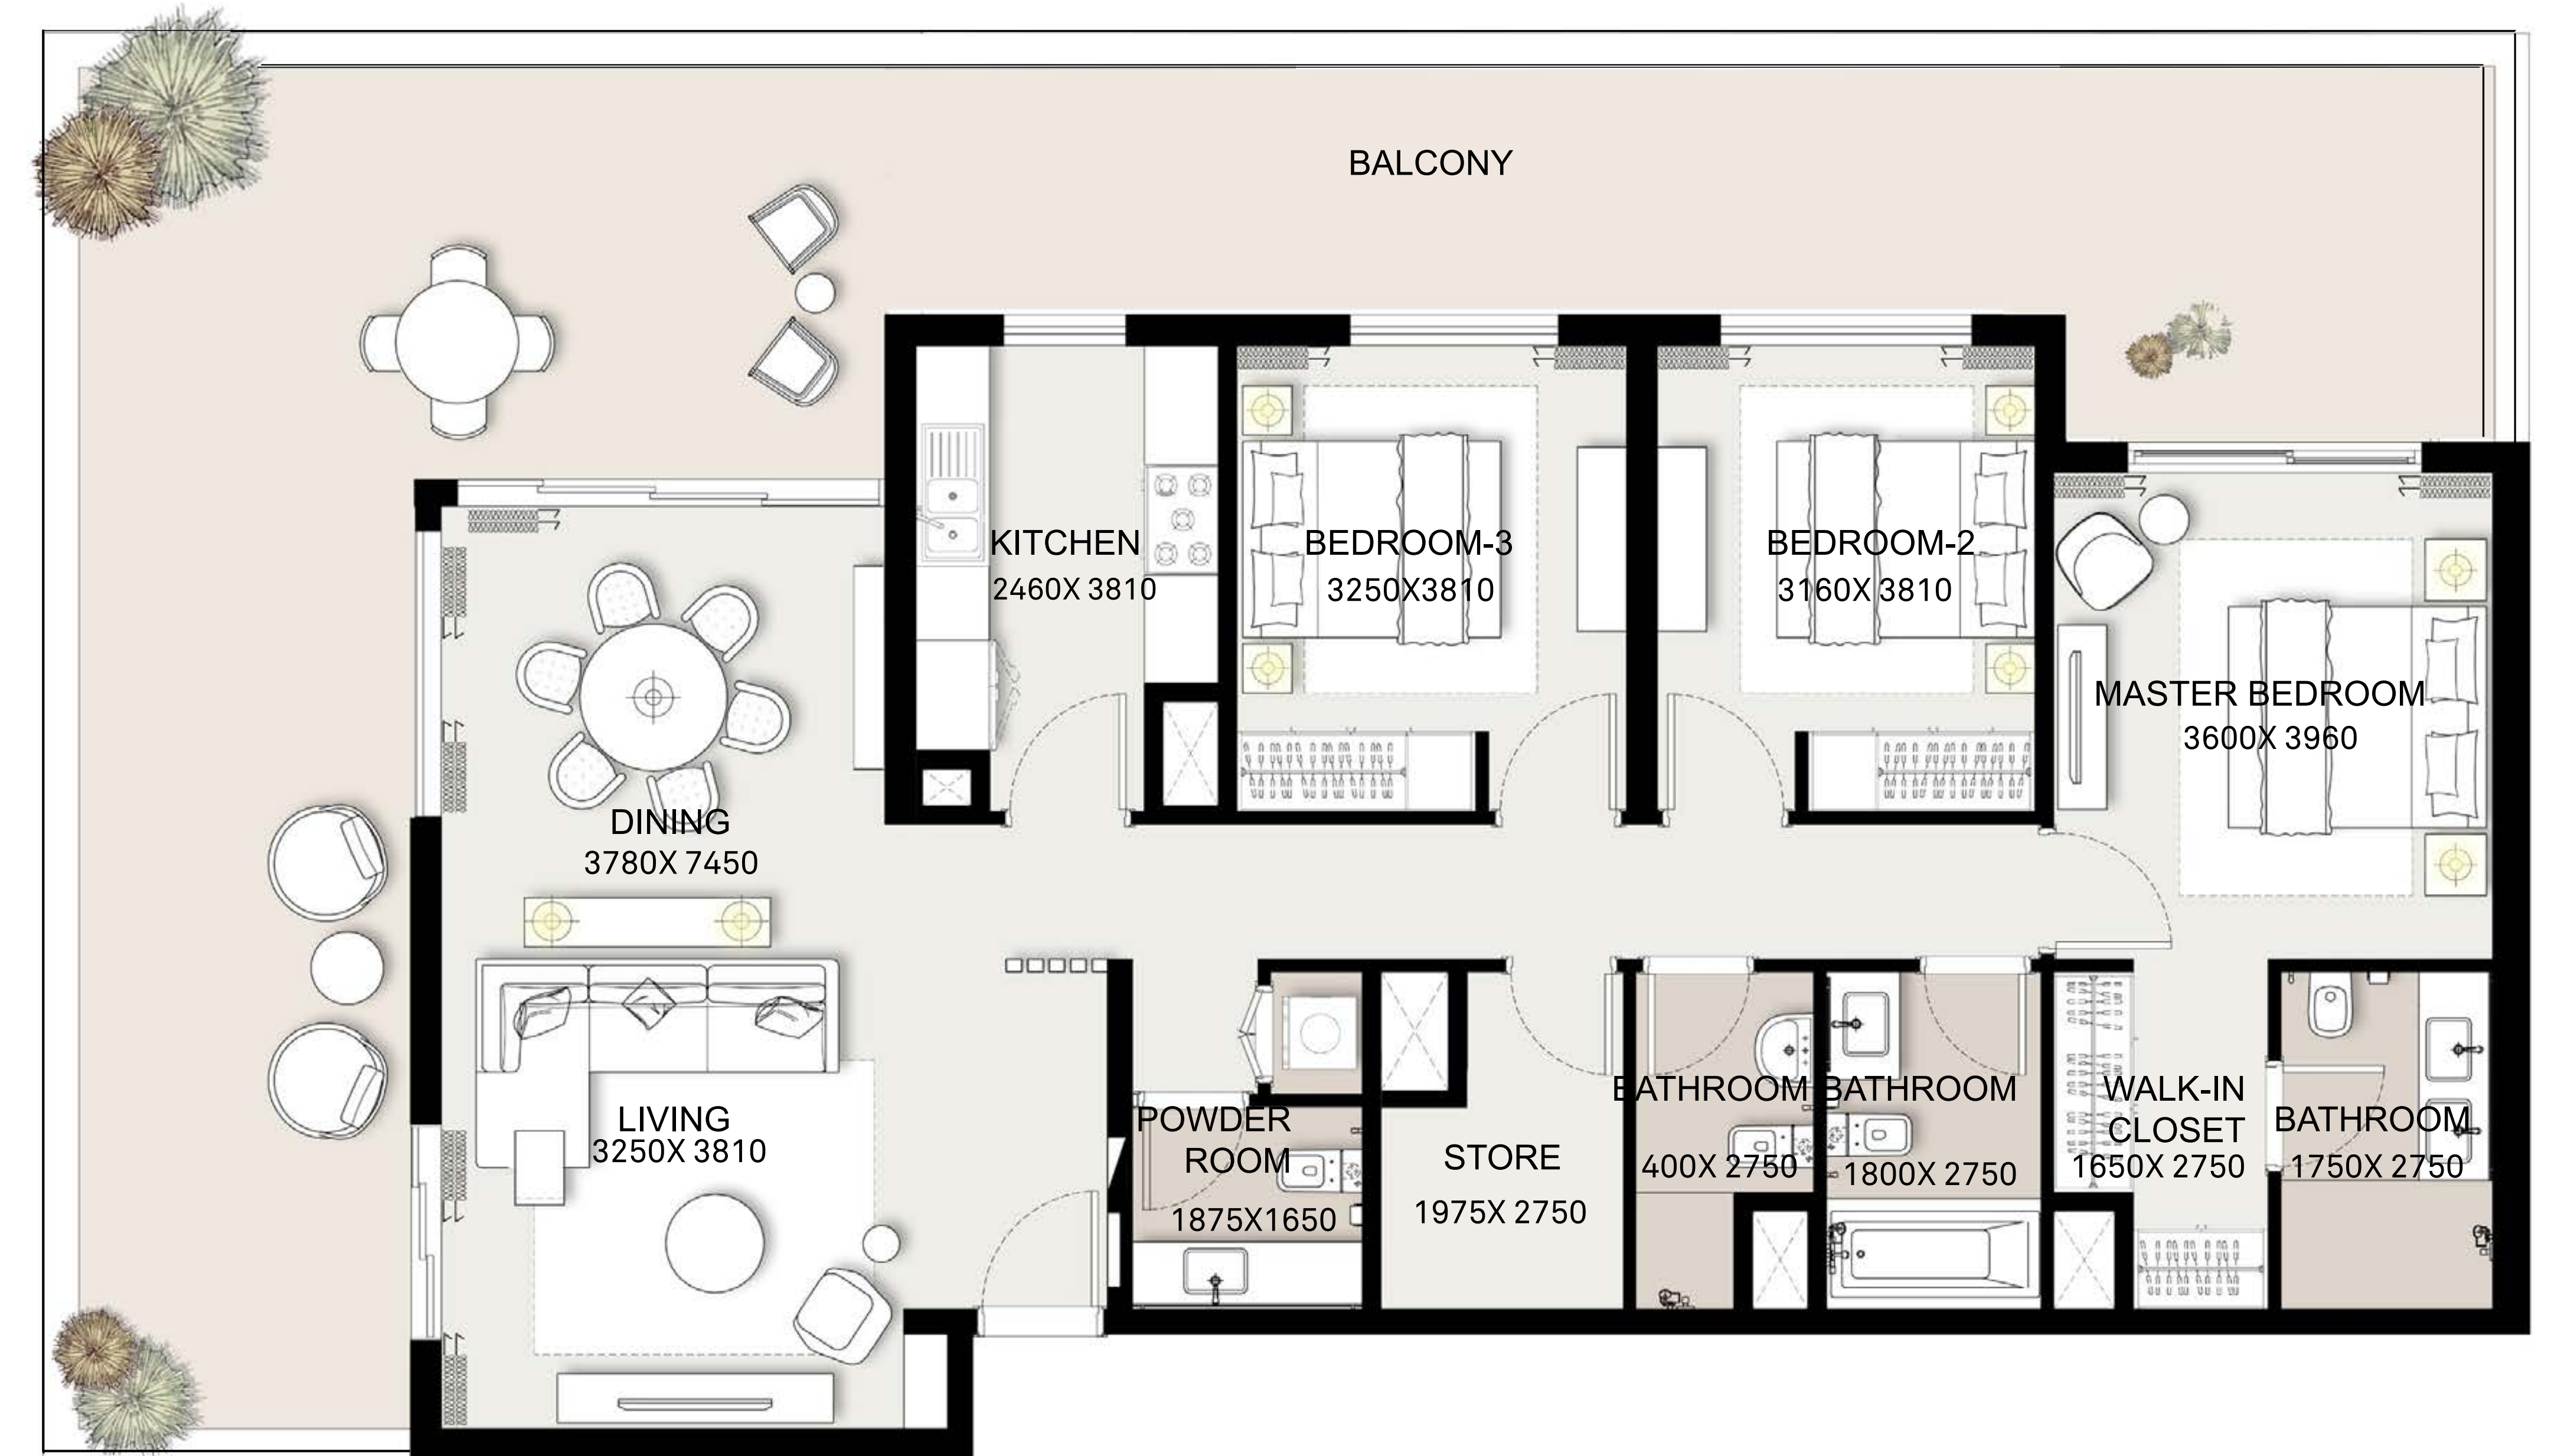 BALCONY
KITCHEN
2460X 3810
BEDROOM-3
3250X3810
BEDROOM-2
3160X 3810
MASTER BEDROOM
3600X 3960
DINING
3780X 7450
LIVING
3250X 3810
POWDER
ROOM
1875X1650
STORE
1975X 2750
BATHROOM
400X 2750
BATHROOM
1800X 2750
WALK-IN
CLOSET
1650X 2750
BATHROOM
1750X 2750